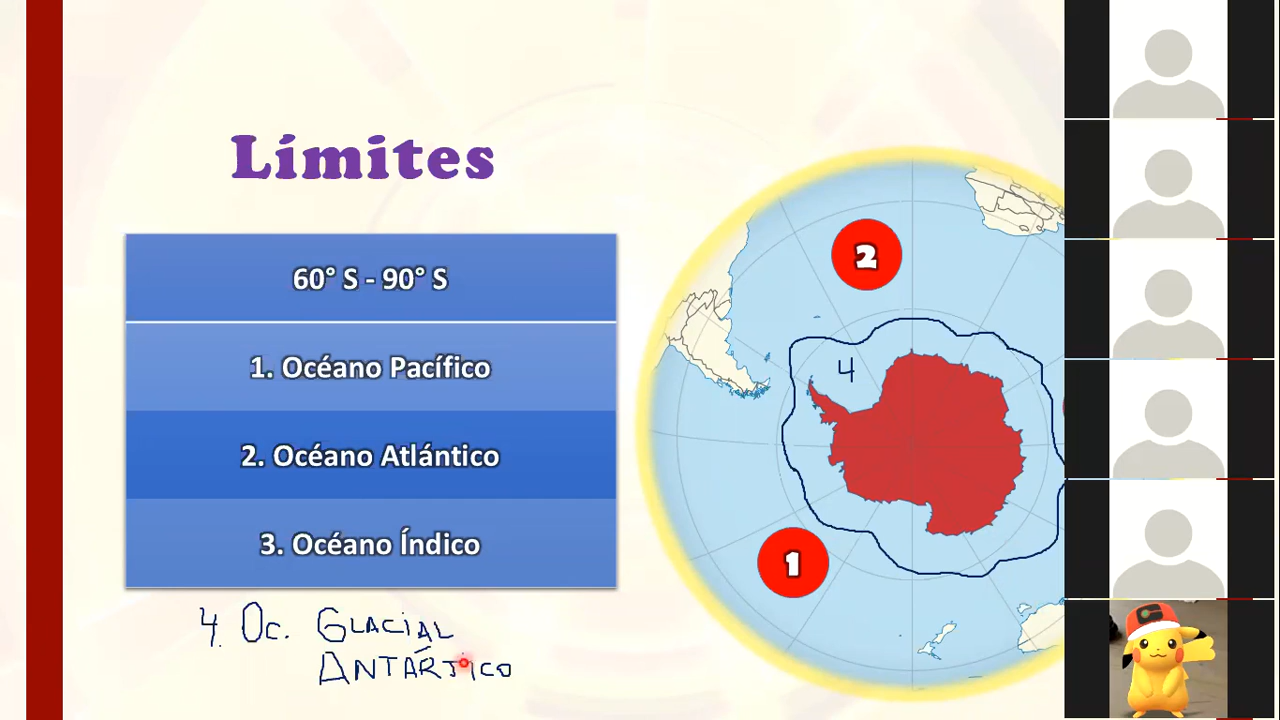 Límites
60° S - 90° S
1. Océano Pacífico
2. Océano Atlántico
3. Océano Índico
4. Oc. GLACIAL
ANTÁRTICO
2
4
1